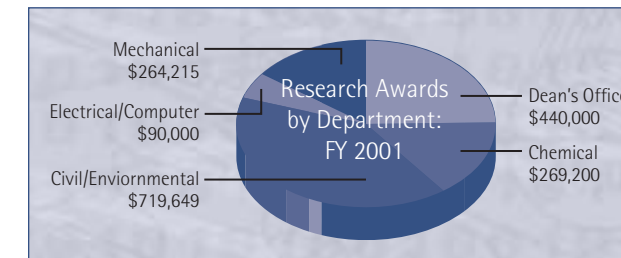 Mechanical
$264,215
Electrical/Computer
$90,000
Civil/Enviornmental
$719,649
Research Awards
by Department:
FY 2001
Dean's Offic
$440,000
Chemical
$269,200